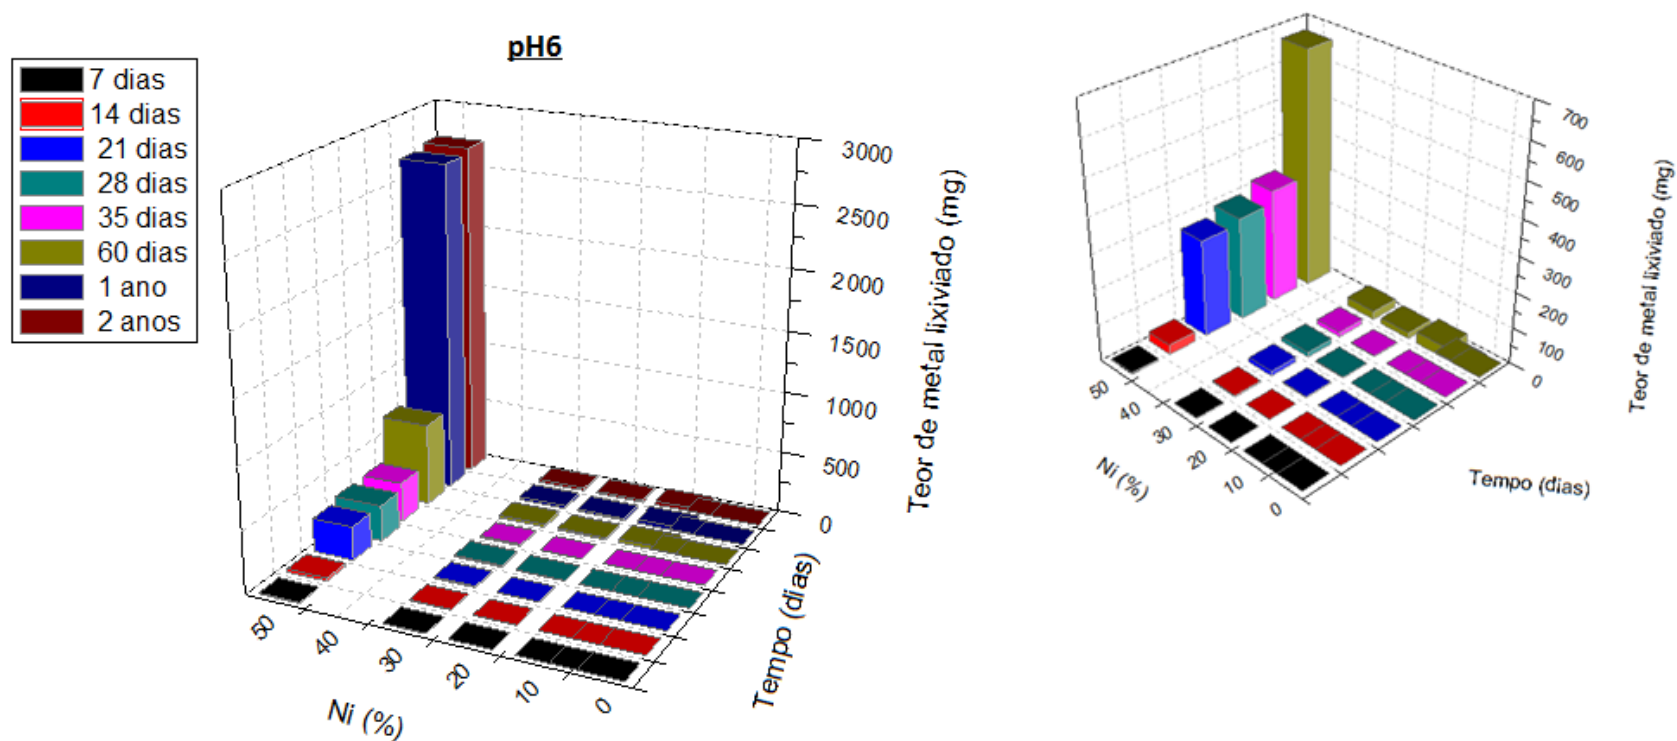 pH6
7 dias
14 dias
21 dias
28 dias
35 dias
60 dias
1 ano
2 anos
3000
2500
2000
1500
1000
500
0
Teor de metal lixiviado (mg)
50
40
30
20
10
0
Ni (%)
Tempo (dias)
700
600
500
400
300
200
100
0
Teor de metal lixiviado (mg)
50
40
30
20
10
0
Ni (%)
Tempo (dias)